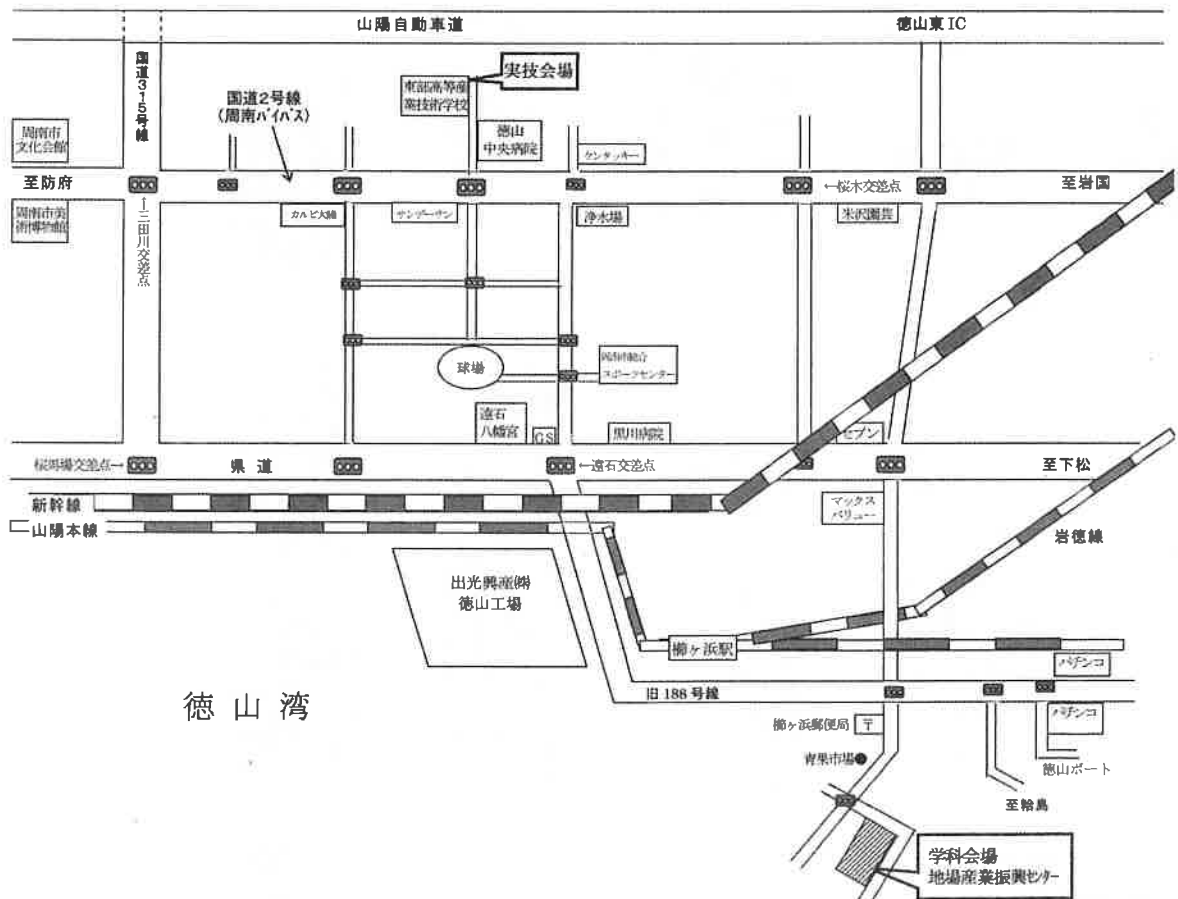 山陽自動車道
徳山東IC
国道315号線
実技会場
東部高等産
業技術学校
国道2号線
(周南バイパス)
周南市
文化会館
徳山
中央病院
ケンタッキー
至防府
←桜木交差点
至岩国
周南市美
術博物館
←三田川交差点
カルビ大陸
サンデーサン
浄水場
米沢園芸
球場
周南市総合
スポーツセンター
遠石
八幡宮
GS
黒川病院
セブン
桜馬場交差点→
県道
←遠石交差点
至下松
新幹線
山陽本線
マックス
バリュー
岩徳線
出光興産㈱
徳山工場
櫛ヶ浜駅
パチンコ
旧188号線
徳山湾
櫛ヶ浜郵便局
〒
パチンコ
青果市場●
徳山ボート
至粭島
学科会場
地場産業振興センター